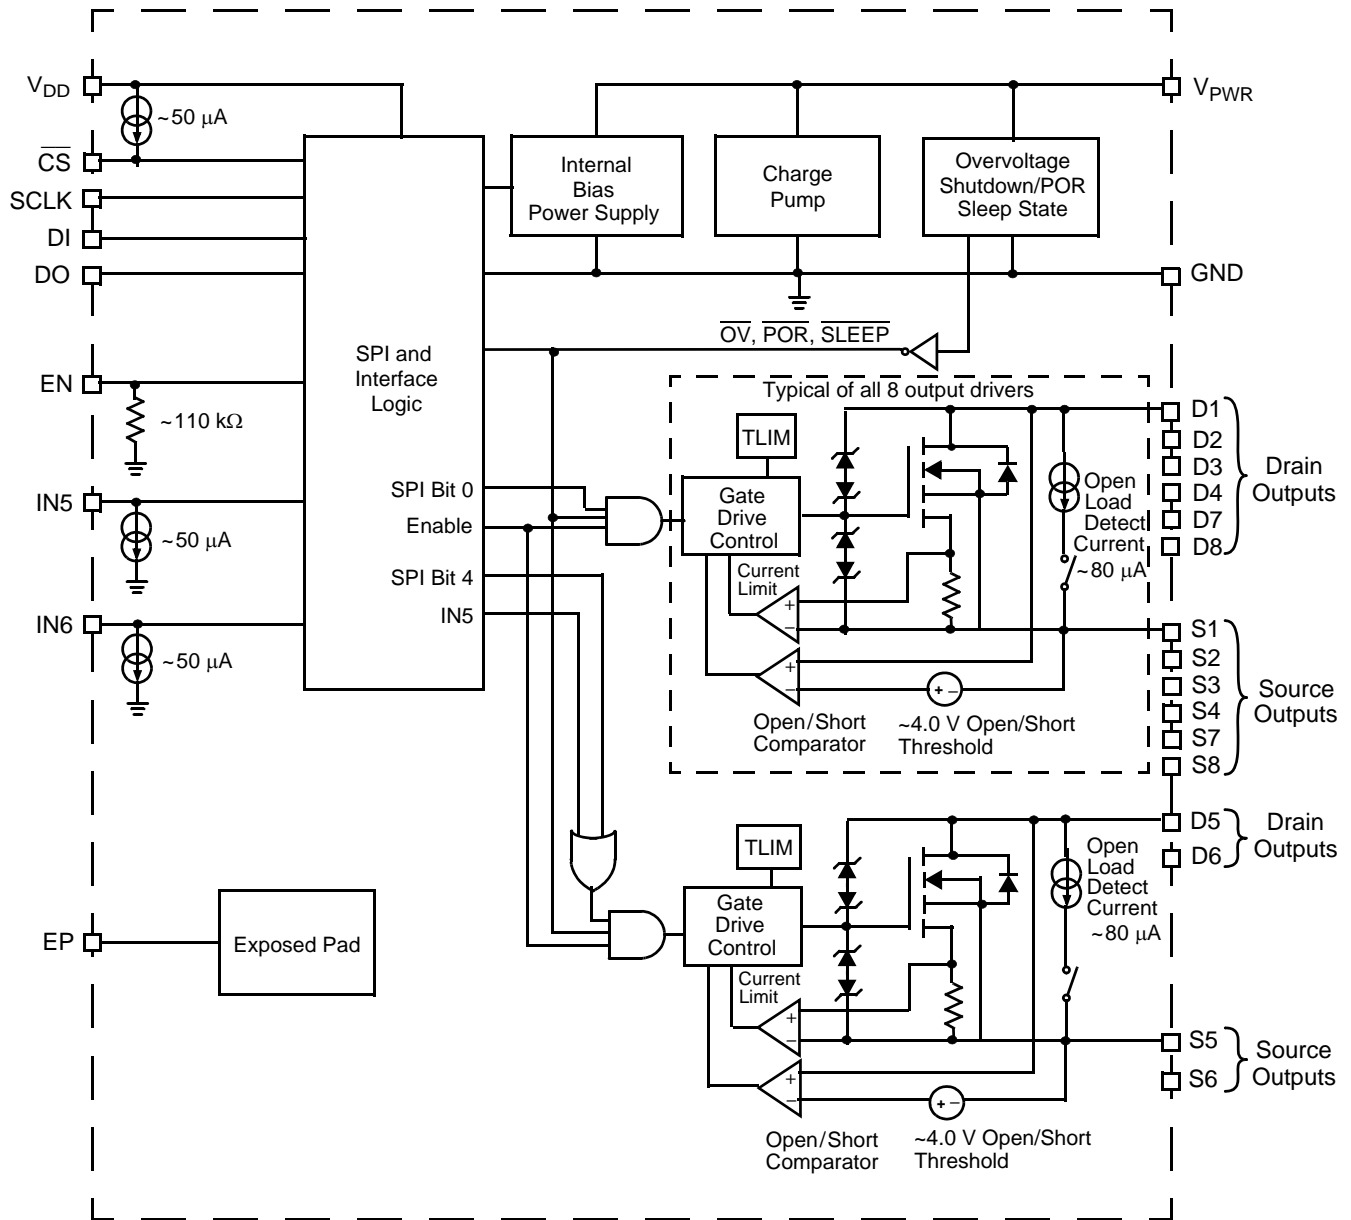 V_DD
~50 μA
CS
SCLK
DI
DO
EN
~110 kΩ
IN5
~50 μA
IN6
~50 μA
EP
Exposed Pad
SPI and
Interface
Logic
SPI Bit 0
Enable
SPI Bit 4
IN5
Internal
Bias
Power Supply
Charge
Pump
Overvoltage
Shutdown/POR
Sleep State
V_PWR
GND
OV, POR, SLEEP
Typical of all 8 output drivers
TLIM
Gate
Drive
Control
Current
Limit
+
−
+
−
+ −
Open/Short
Comparator
~4.0 V Open/Short
Threshold
Open
Load
Detect
Current
~80 μA
D1
D2
D3
D4
D7
D8
Drain
Outputs
S1
S2
S3
S4
S7
S8
Source
Outputs
TLIM
Gate
Drive
Control
Current
Limit
+
−
+
−
+ −
Open/Short
Comparator
~4.0 V Open/Short
Threshold
Open
Load
Detect
Current
~80 μA
D5
D6
Drain
Outputs
S5
S6
Source
Outputs